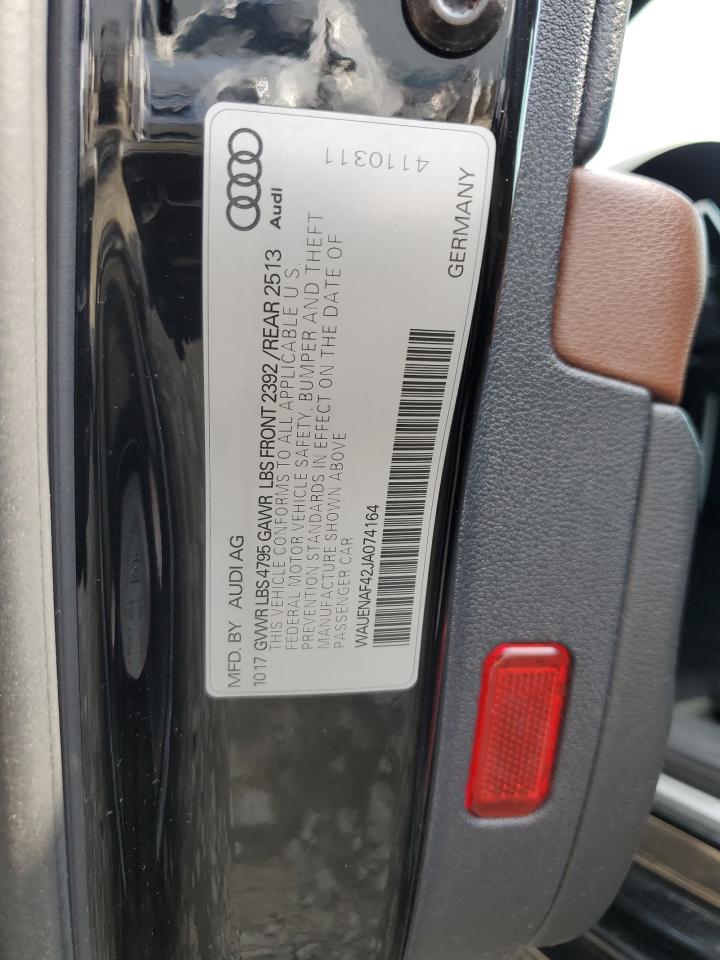 MFD. BY AUDI AG
Audi
10 17 GVWR LBS 4795 GAWR LBS FRONT 2392 / REAR 2513
THIS VEHICLE CONFORMS TO ALL APPLICABLE U S.
FEDERAL MOTOR VEHICLE SAFETY, BUMPER AND THEFT
PREVENTION STANDARDS IN EFFECT ON THE DATE OF
MANUFACTURE SHOWN ABOVE
PASSENGER CAR
4110311
WAUENAF42JA074164
GERMANY